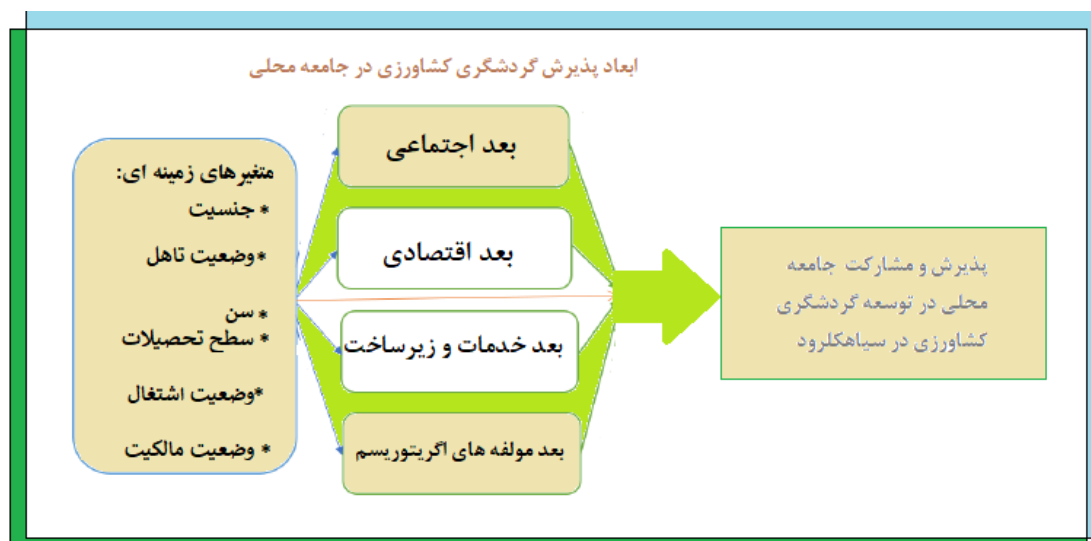 ابعاد پذیرش گردشگری کشاورزی در جامعه محلی
متغیرهای زمینه ای:
* جنسیت
*وضعیت تاهل
* سن
* سطح تحصیلات
*وضعیت اشتغال
* وضعیت مالکیت
بعد اجتماعی
بعد اقتصادی
بعد خدمات و زیرساخت
بعد مولفه های اگریتوریسم
پذیرش و مشارکت جامعه
محلی در توسعه گردشگری
کشاورزی در سیاهکلرود